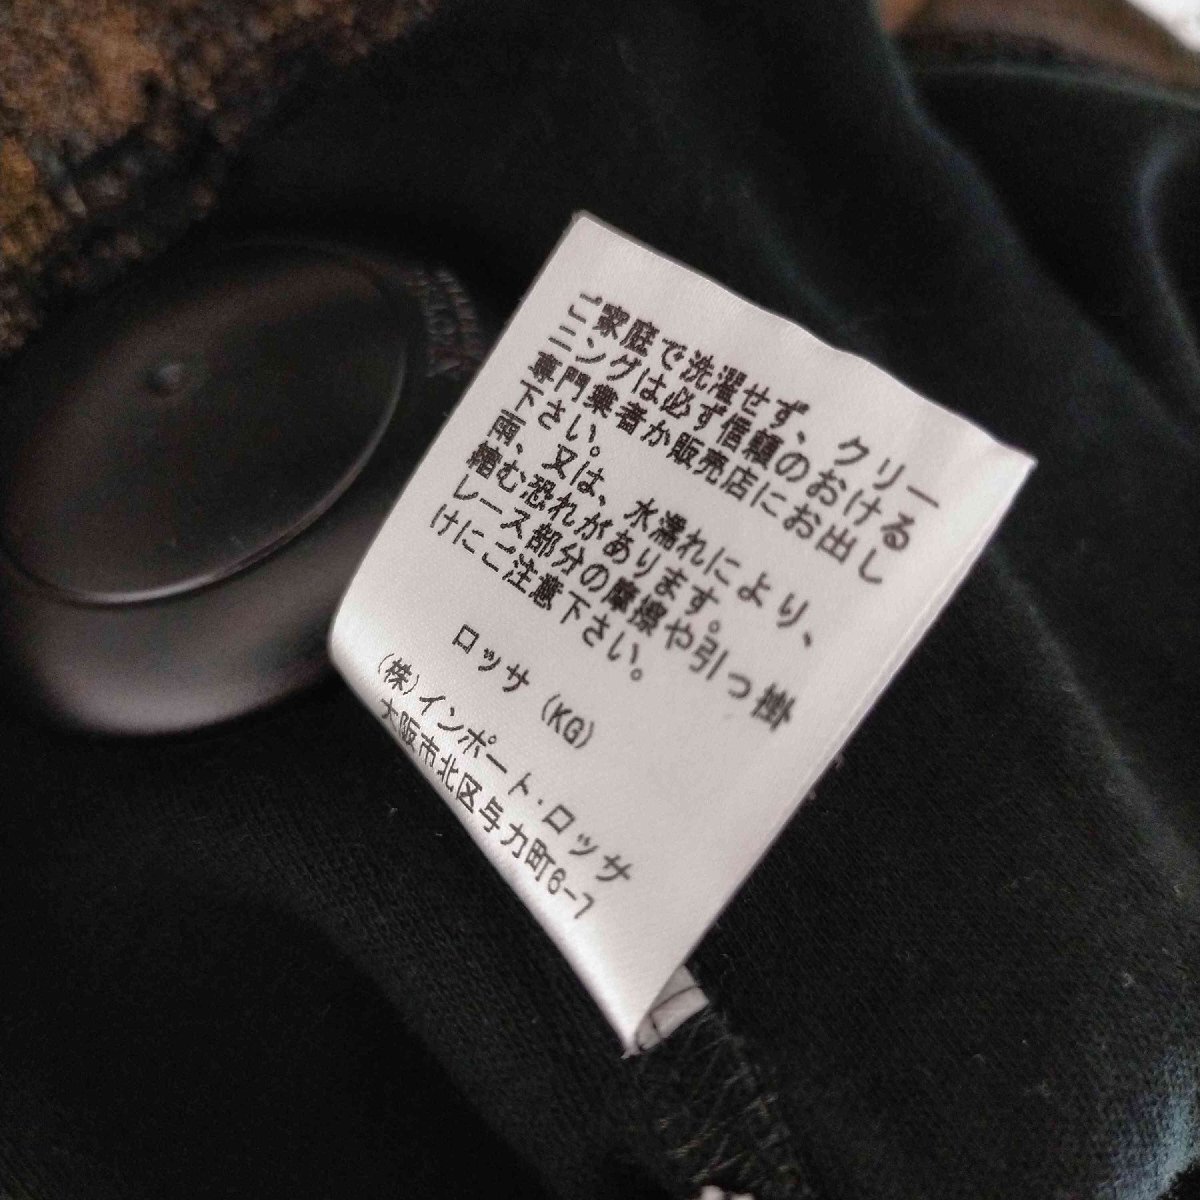 ご家庭で洗濯せず、クリー
ニングは必ず信頼のおける
専門業者か販売店にお出し
下さい。
雨、又は、水濡れにより、
縮む恐れがあります。
レース部分の摩擦や引っ掛
けにご注意下さい。
ロッサ (KG)
(株)インポート・ロッサ
大阪市北区与力町6-7